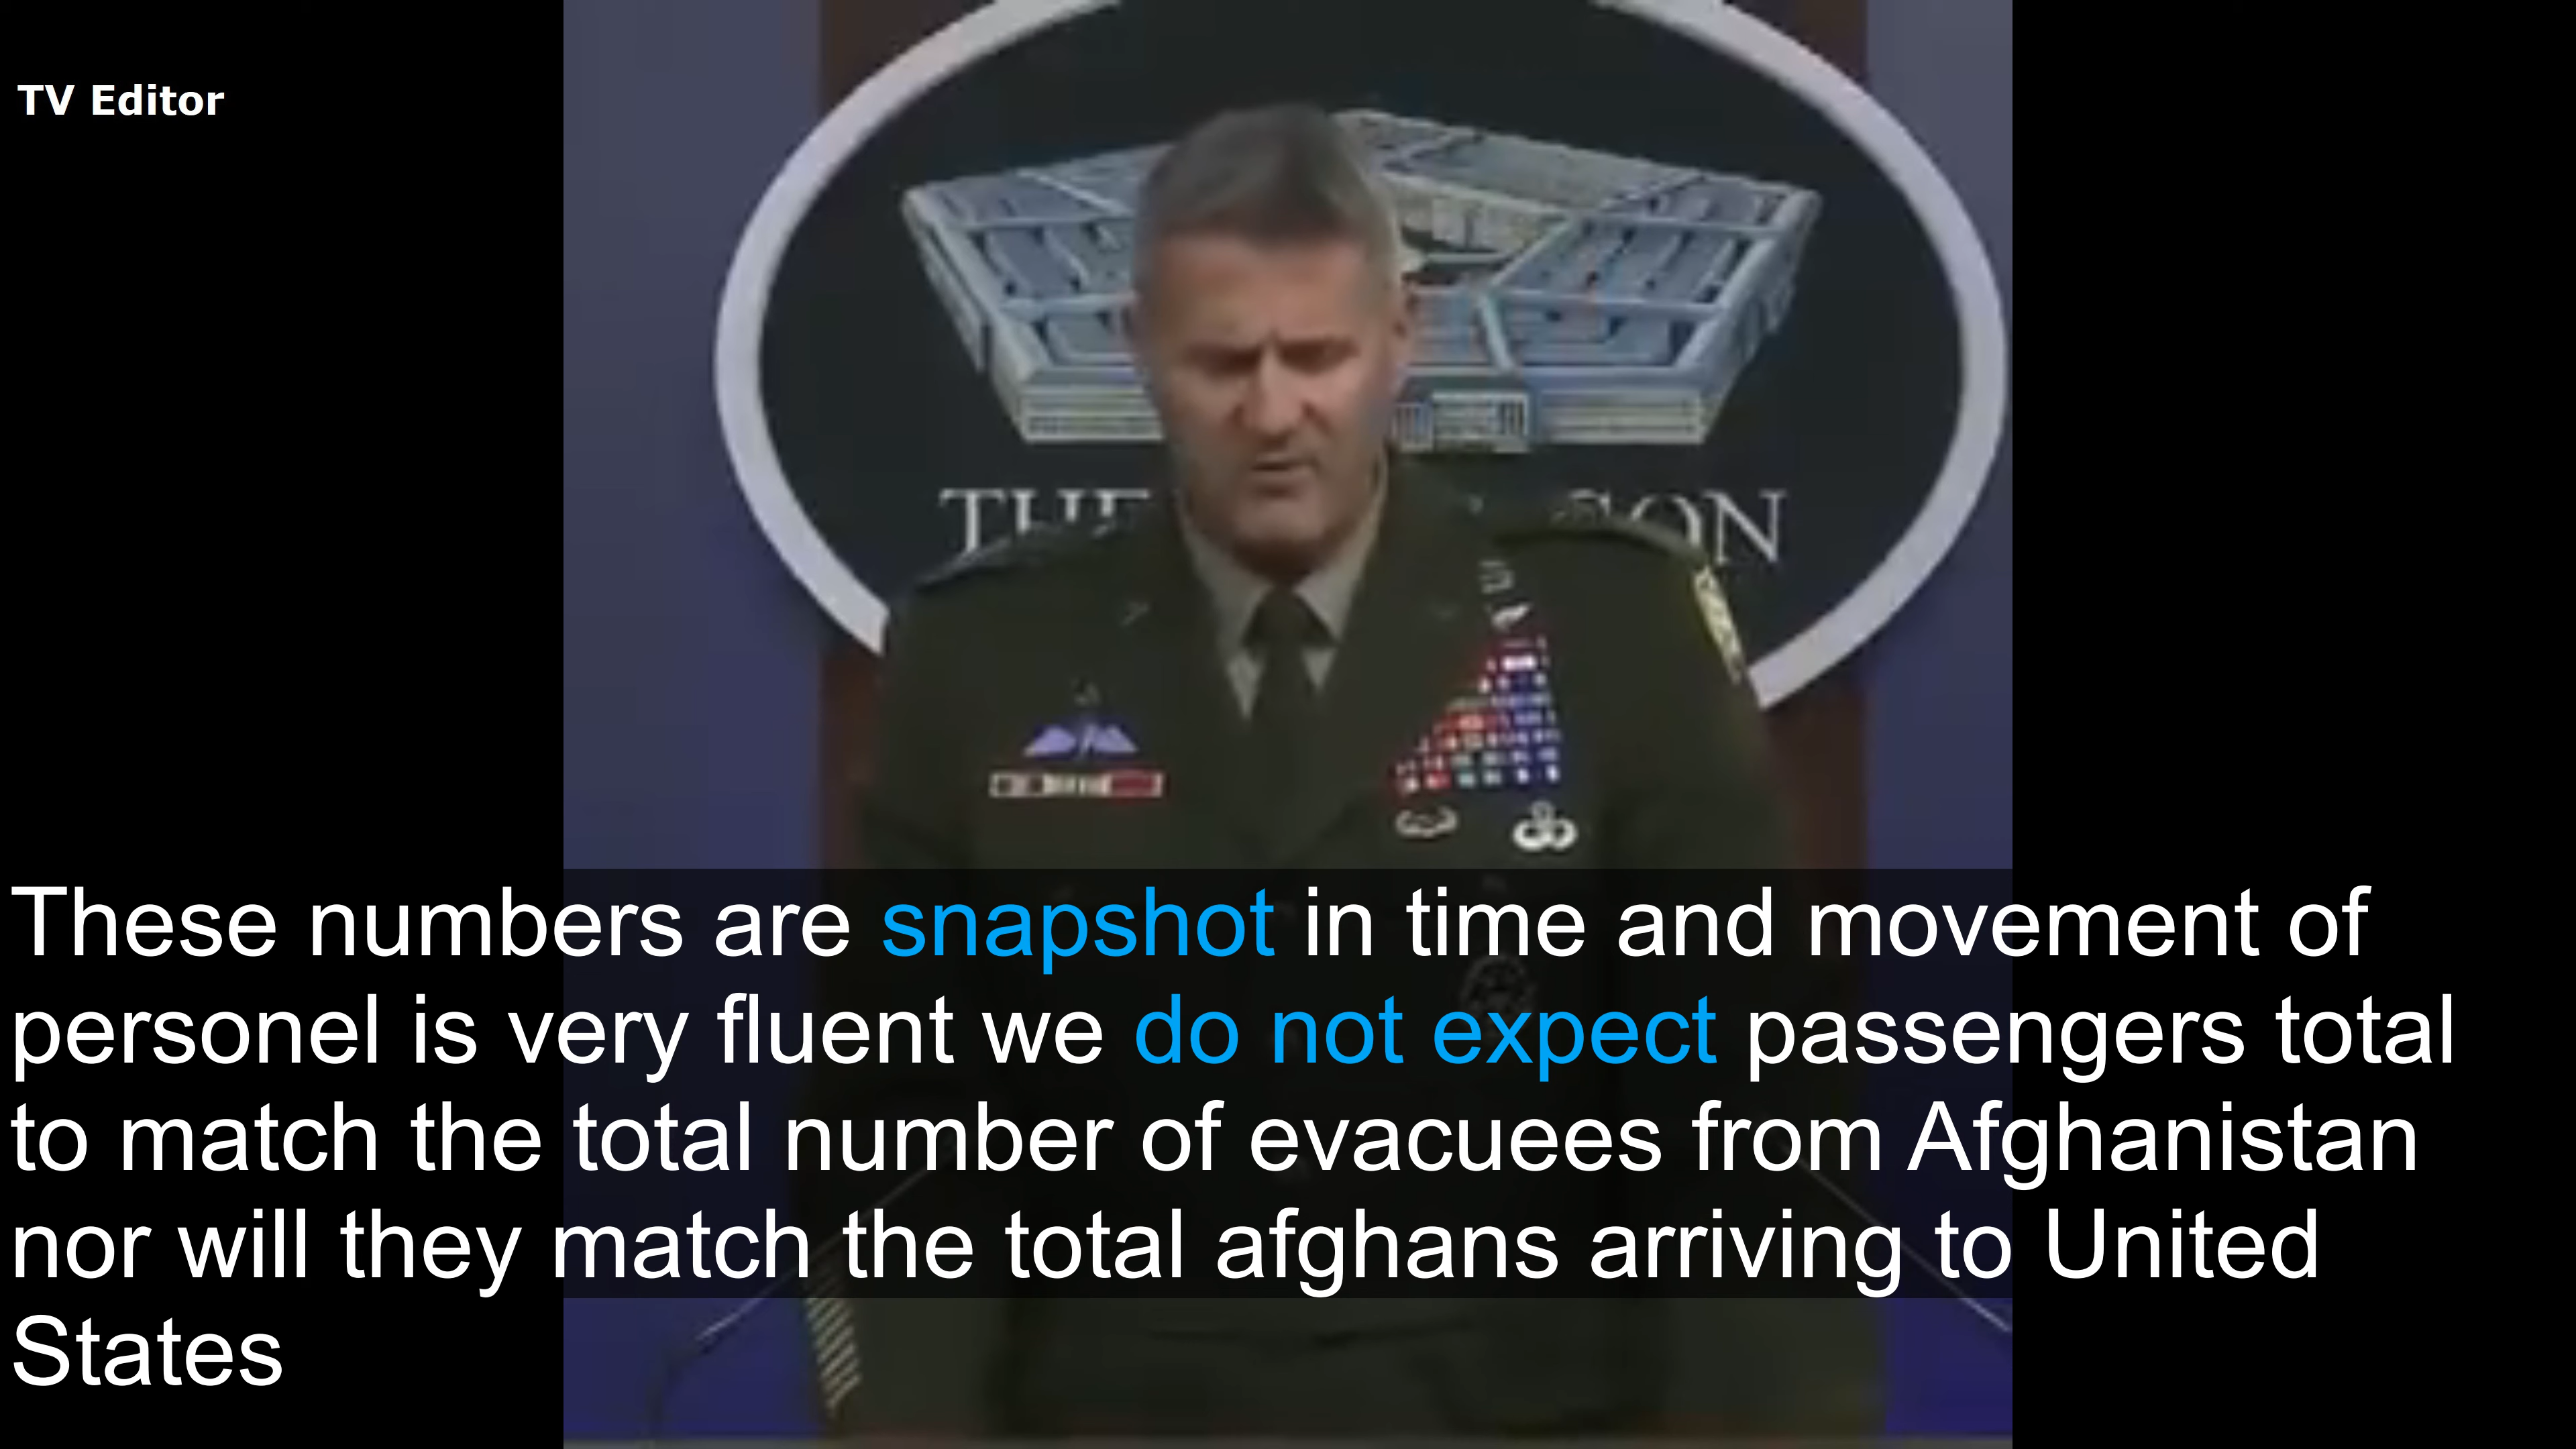 TV Editor
THE
SON
These numbers are snapshot in time and movement of
personel is very fluent we do not expect passengers total
to match the total number of evacuees from Afghanistan
nor will they match the total afghans arriving to United
States